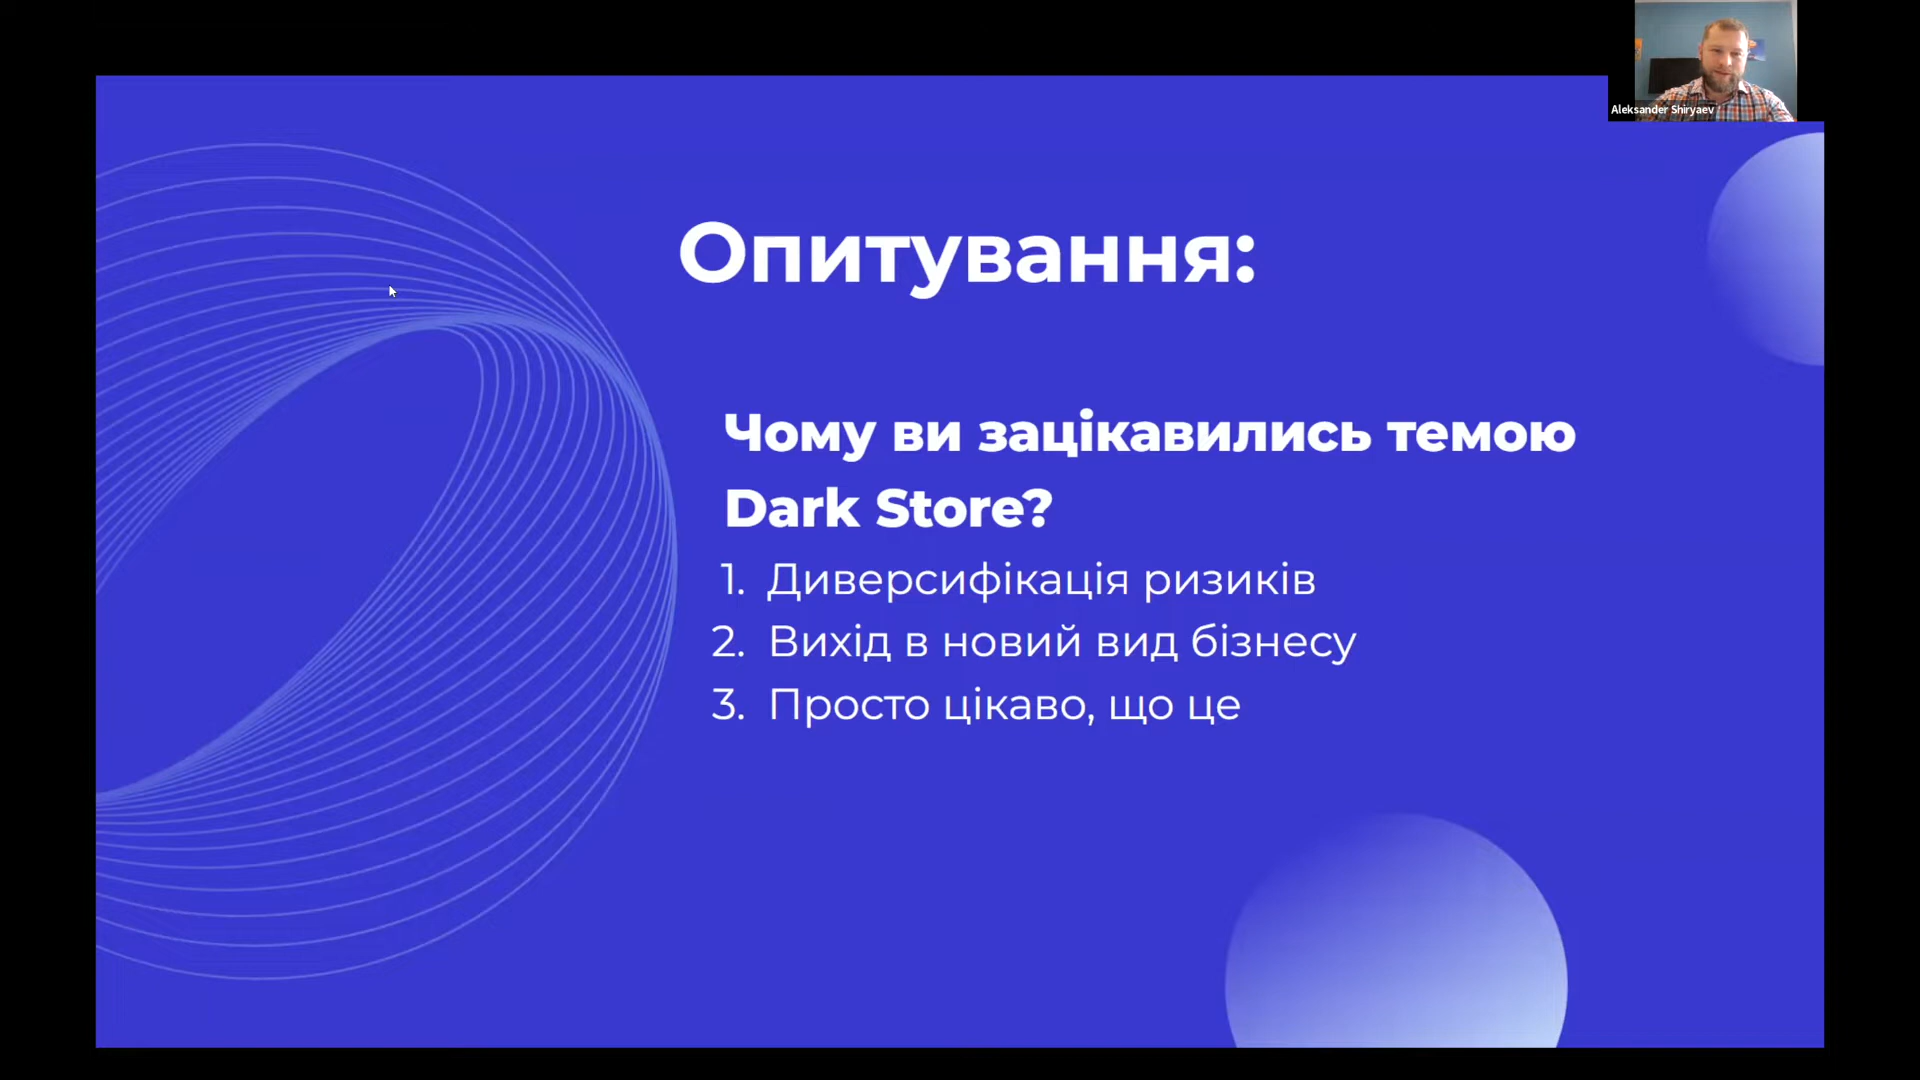 Aleksander Shiryaev
Опитування:
Чому ви зацікавились темою
Dark Store?
1. Диверсифікація ризиків
2. Вихід в новий вид бізнесу
3. Просто цікаво, що це